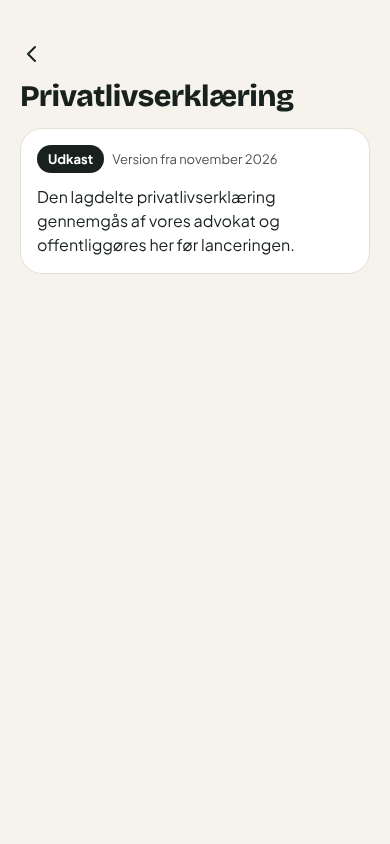 Privatlivserklæring
Udkast Version fra november 2026
Den lagdelte privatlivserklæring
gennemgås af vores advokat og
offentliggøres her før lanceringen.